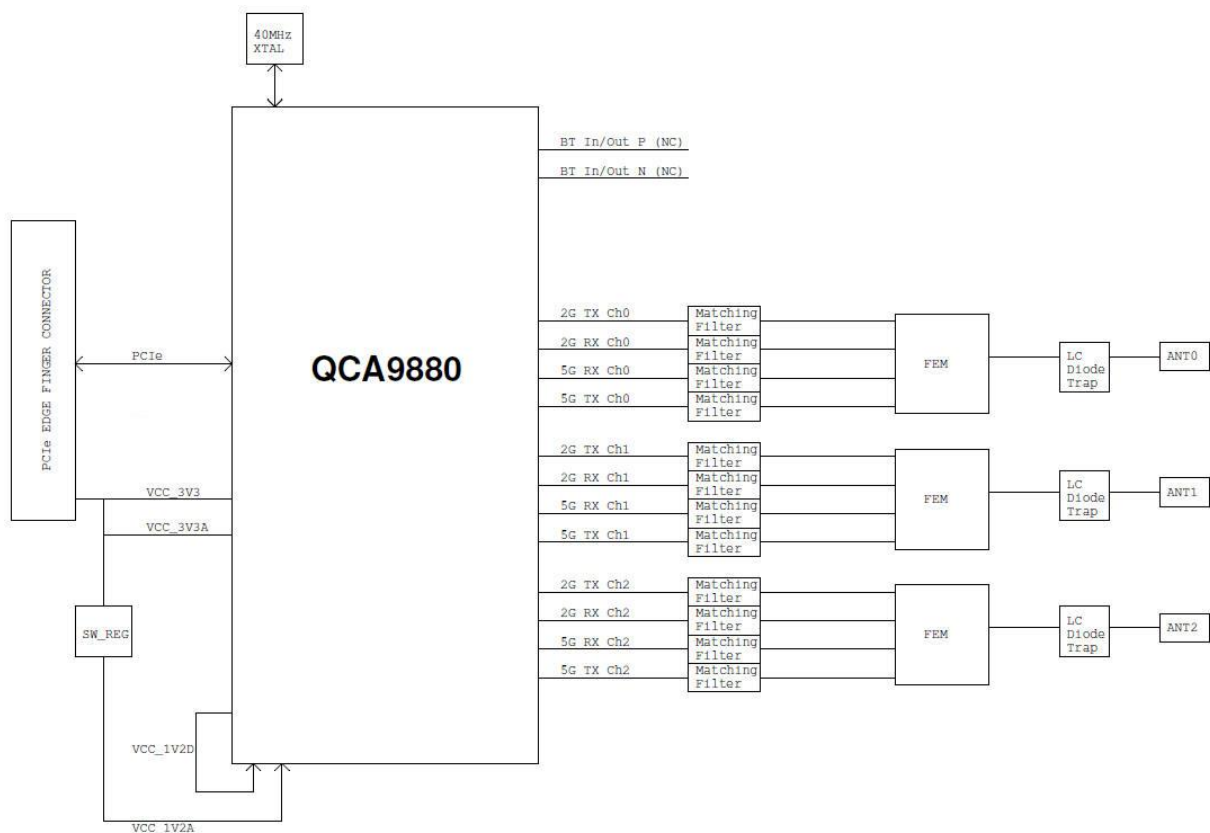 40MHz
XTAL
BT In/Out P (NC)
BT In/Out N (NC)
PCIe EDGE FINGER CONNECTOR
PCIe
QCA9880
VCC_3V3
VCC_3V3A
SW_REG
VCC_1V2D
VCC_1V2A
2G TX Ch0
Matching
Filter
2G RX Ch0
Matching
Filter
5G RX Ch0
Matching
Filter
5G TX Ch0
Matching
Filter
FEM
LC
Diode
Trap
ANT0
2G TX Ch1
Matching
Filter
2G RX Ch1
Matching
Filter
5G RX Ch1
Matching
Filter
5G TX Ch1
Matching
Filter
FEM
LC
Diode
Trap
ANT1
2G TX Ch2
Matching
Filter
2G RX Ch2
Matching
Filter
5G RX Ch2
Matching
Filter
5G TX Ch2
Matching
Filter
FEM
LC
Diode
Trap
ANT2